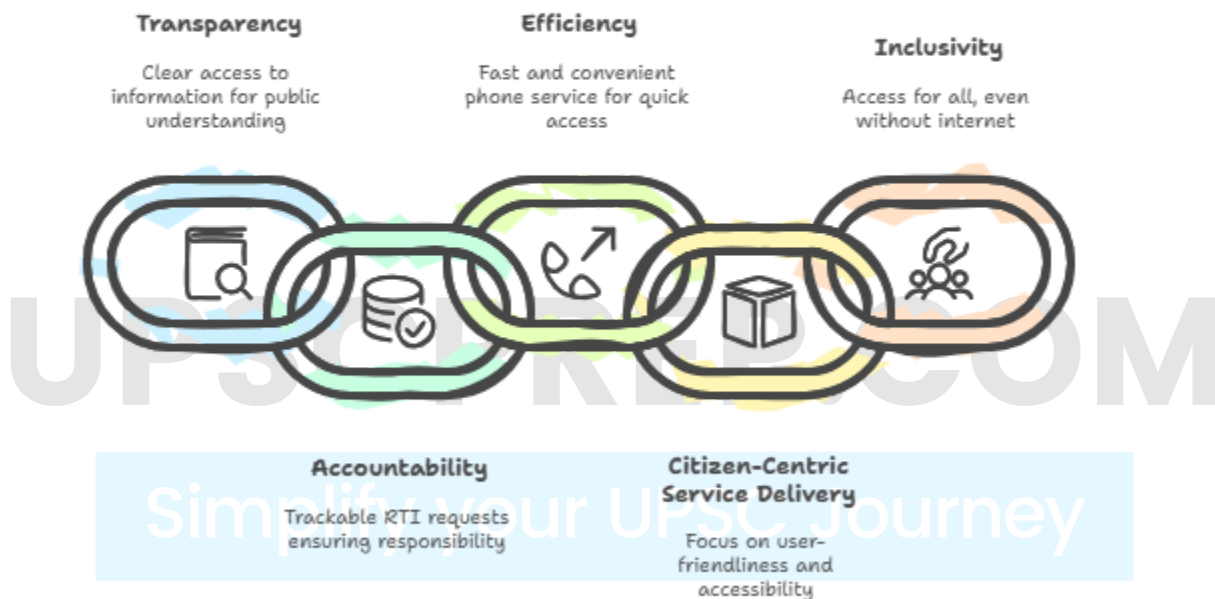 Transparency
Clear access to
information for public
understanding
Efficiency
Fast and convenient
phone service for quick
access
Inclusivity
Access for all, even
without internet
UPSCPREP.COM
Accountability
Trackable RTI requests
ensuring responsibility
Citizen-Centric
Service Delivery
Focus on user-
friendliness and
accessibility
Simplify your UPSC Journey